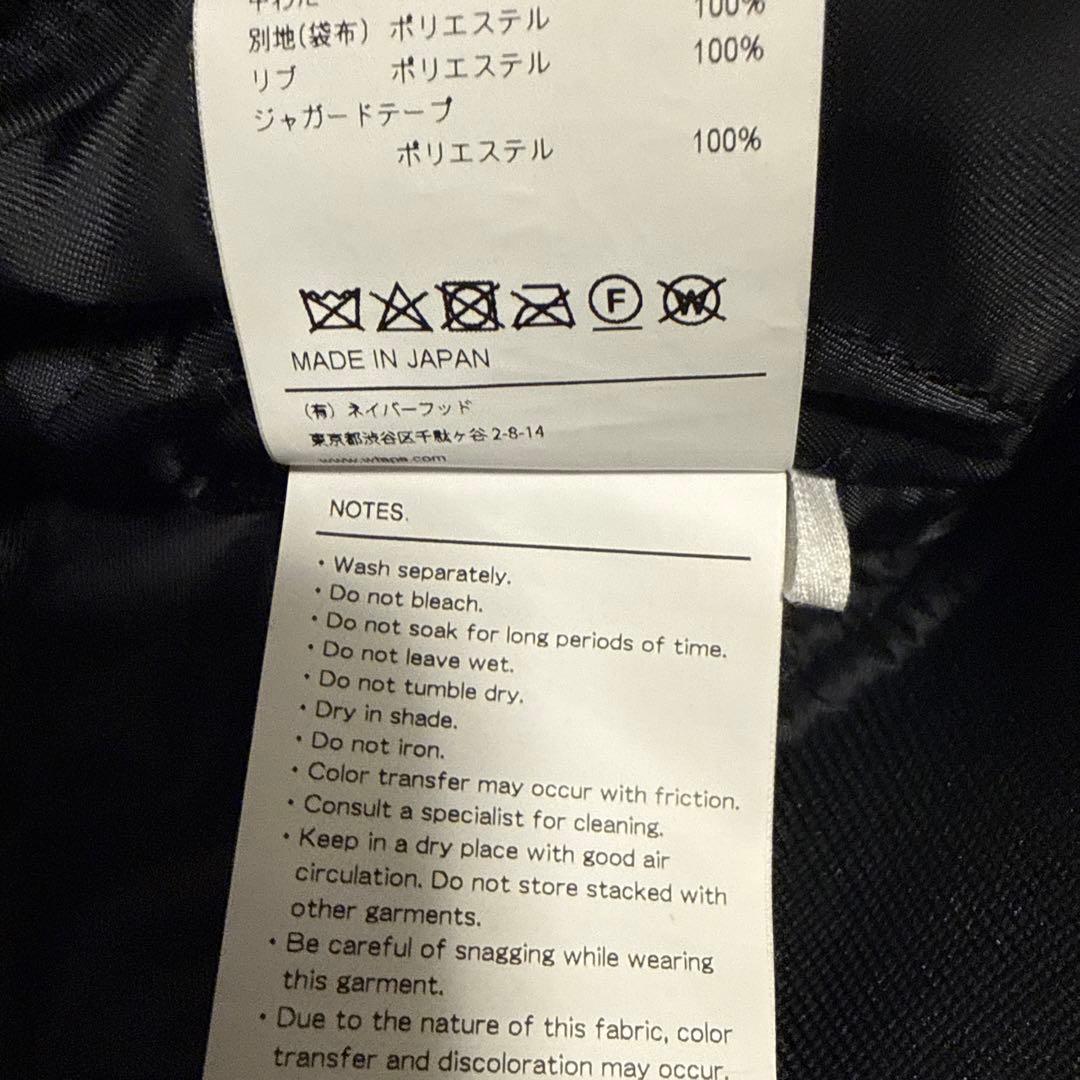 別地(袋布) ポリエステル 100%
リブ ポリエステル 100%
ジャガードテープ
ポリエステル 100%
F W
MADE IN JAPAN
(有) ネイバーフッド
東京都渋谷区千駄ヶ谷 2-8-14
www.wtaps.com
NOTES.
・Wash separately.
・Do not bleach.
・Do not soak for long periods of time.
・Do not leave wet.
・Do not tumble dry.
・Dry in shade.
・Do not iron.
・Color transfer may occur with friction.
・Consult a specialist for cleaning.
・Keep in a dry place with good air
circulation. Do not store stacked with
other garments.
・Be careful of snagging while wearing
this garment.
・Due to the nature of this fabric, color
transfer and discoloration may occur.